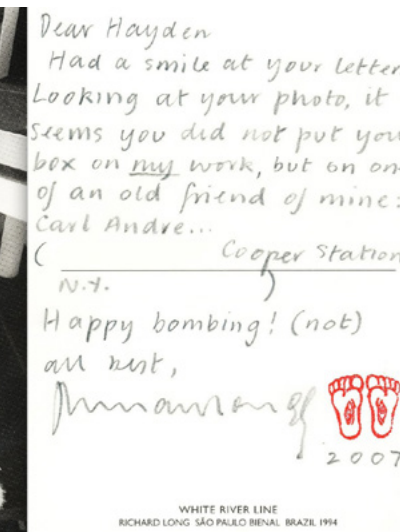 Dear Hayden
Had a smile at your letter
Looking at your photo, it
seems you did not put you
box on my work, but on on
of an old friend of mine:
Carl Andre...
( Cooper Station
N.Y. )
Happy bombing! (not)
all best,
2007
WHITE RIVER LINE
RICHARD LONG SÃO PAULO BIENAL BRAZIL 1994